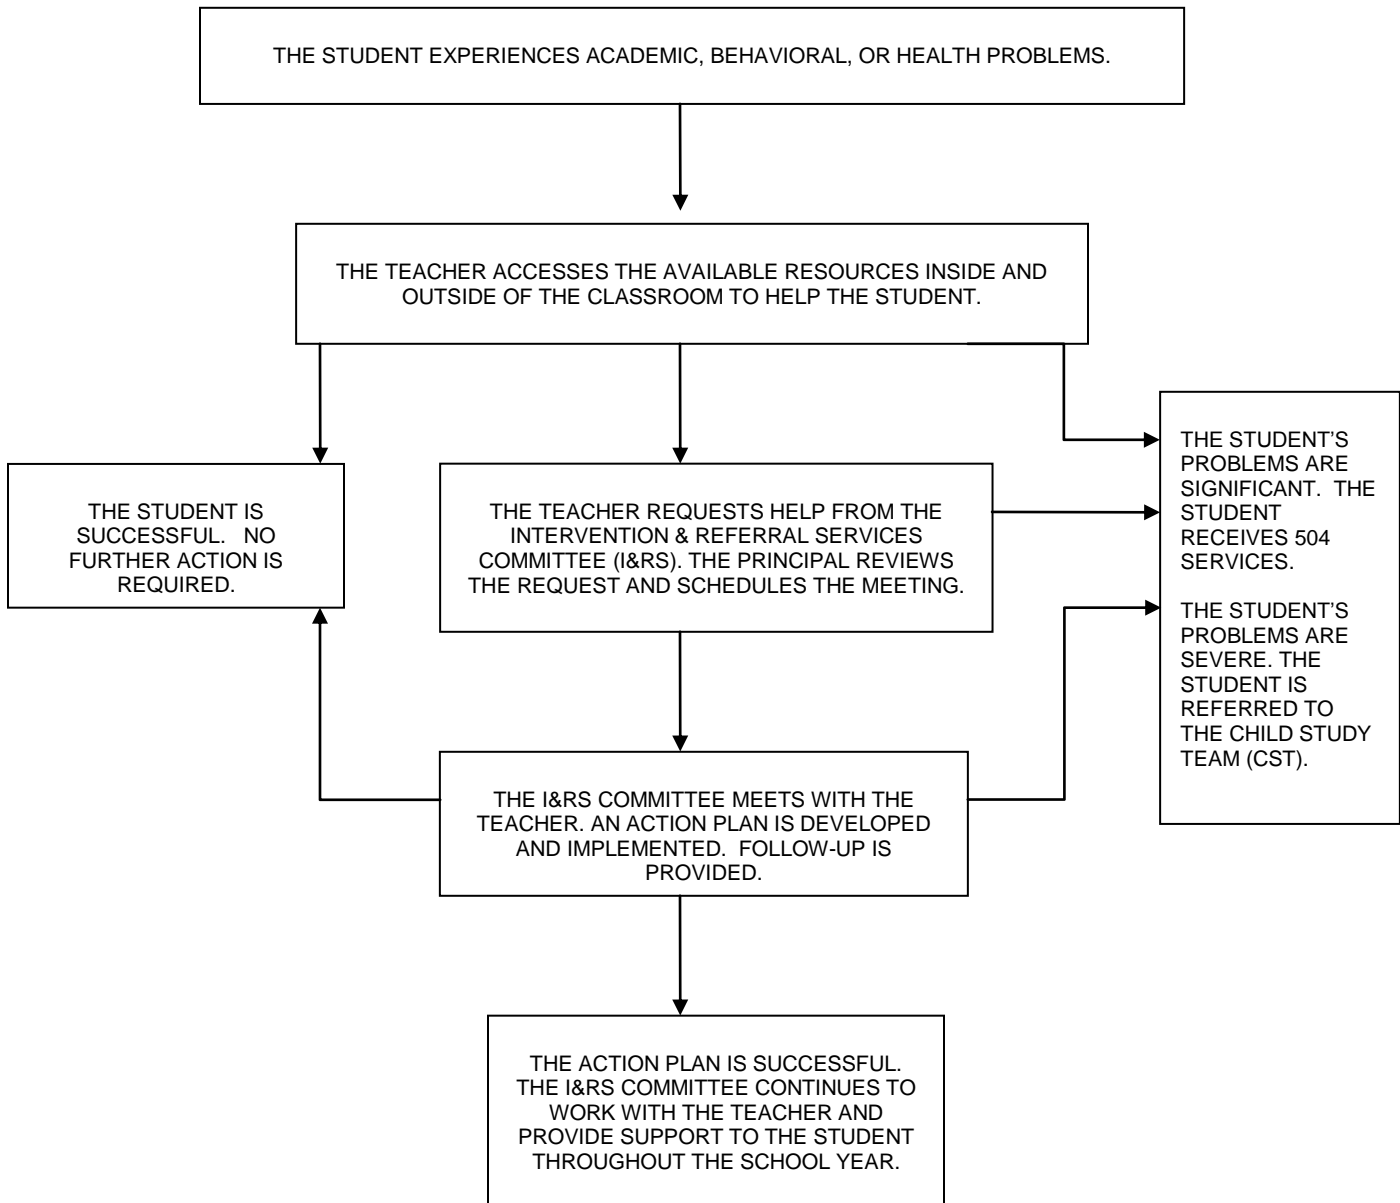 THE STUDENT EXPERIENCES ACADEMIC, BEHAVIORAL, OR HEALTH PROBLEMS.
THE TEACHER ACCESSES THE AVAILABLE RESOURCES INSIDE AND
OUTSIDE OF THE CLASSROOM TO HELP THE STUDENT.
THE STUDENT IS
SUCCESSFUL. NO
FURTHER ACTION IS
REQUIRED.
THE TEACHER REQUESTS HELP FROM THE
INTERVENTION & REFERRAL SERVICES
COMMITTEE (I&RS). THE PRINCIPAL REVIEWS
THE REQUEST AND SCHEDULES THE MEETING.
THE STUDENT’S
PROBLEMS ARE
SIGNIFICANT. THE
STUDENT
RECEIVES 504
SERVICES.
THE STUDENT’S
PROBLEMS ARE
SEVERE. THE
STUDENT IS
REFERRED TO
THE CHILD STUDY
TEAM (CST).
THE I&RS COMMITTEE MEETS WITH THE
TEACHER. AN ACTION PLAN IS DEVELOPED
AND IMPLEMENTED. FOLLOW-UP IS
PROVIDED.
THE ACTION PLAN IS SUCCESSFUL.
THE I&RS COMMITTEE CONTINUES TO
WORK WITH THE TEACHER AND
PROVIDE SUPPORT TO THE STUDENT
THROUGHOUT THE SCHOOL YEAR.